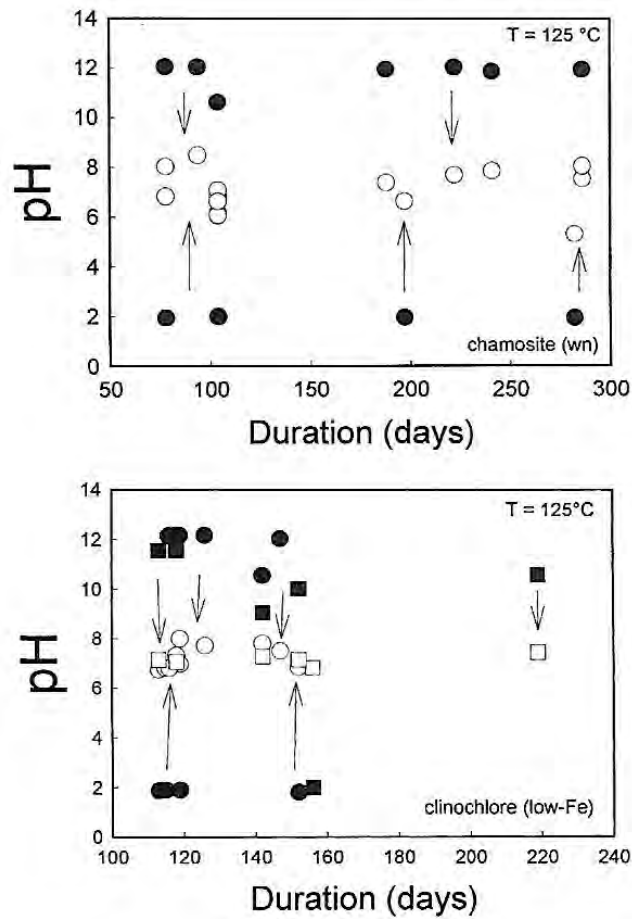 14
12
10
8
6
4
2
0
pH
T = 125 °C
chamosite (wn)
50 100 150 200 250 300
Duration (days)
14
12
10
8
6
4
2
0
pH
T = 125°C
clinochlore (low-Fe)
100 120 140 160 180 200 220 240
Duration (days)